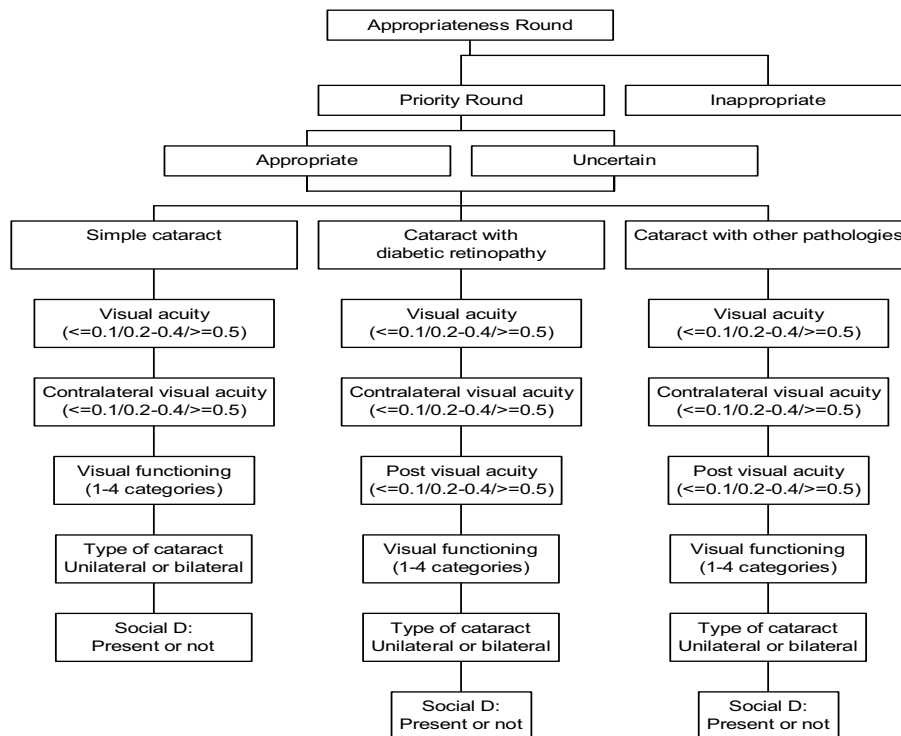 Appropriateness Round
Priority Round
Inappropriate
Appropriate
Uncertain
Simple cataract
Cataract with
diabetic retinopathy
Cataract with other pathologies
Visual acuity
(<=0.1/0.2-0.4/>=0.5)
Visual acuity
(<=0.1/0.2-0.4/>=0.5)
Visual acuity
(<=0.1/0.2-0.4/>=0.5)
Contralateral visual acuity
(<=0.1/0.2-0.4/>=0.5)
Contralateral visual acuity
(<=0.1/0.2-0.4/>=0.5)
Contralateral visual acuity
(<=0.1/0.2-0.4/>=0.5)
Visual functioning
(1-4 categories)
Post visual acuity
(<=0.1/0.2-0.4/>=0.5)
Post visual acuity
(<=0.1/0.2-0.4/>=0.5)
Type of cataract
Unilateral or bilateral
Visual functioning
(1-4 categories)
Visual functioning
(1-4 categories)
Social D:
Present or not
Type of cataract
Unilateral or bilateral
Type of cataract
Unilateral or bilateral
Social D:
Present or not
Social D:
Present or not